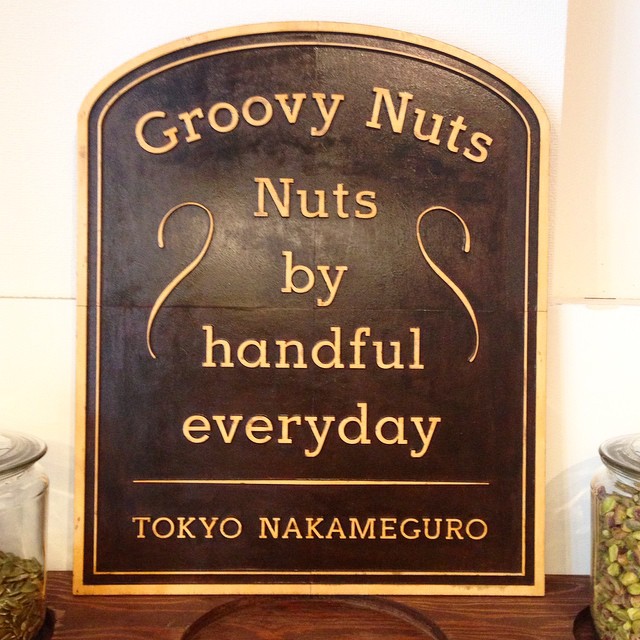 Groovy Nuts
Nuts
by
handful
everyday
TOKYO NAKAMEGURO